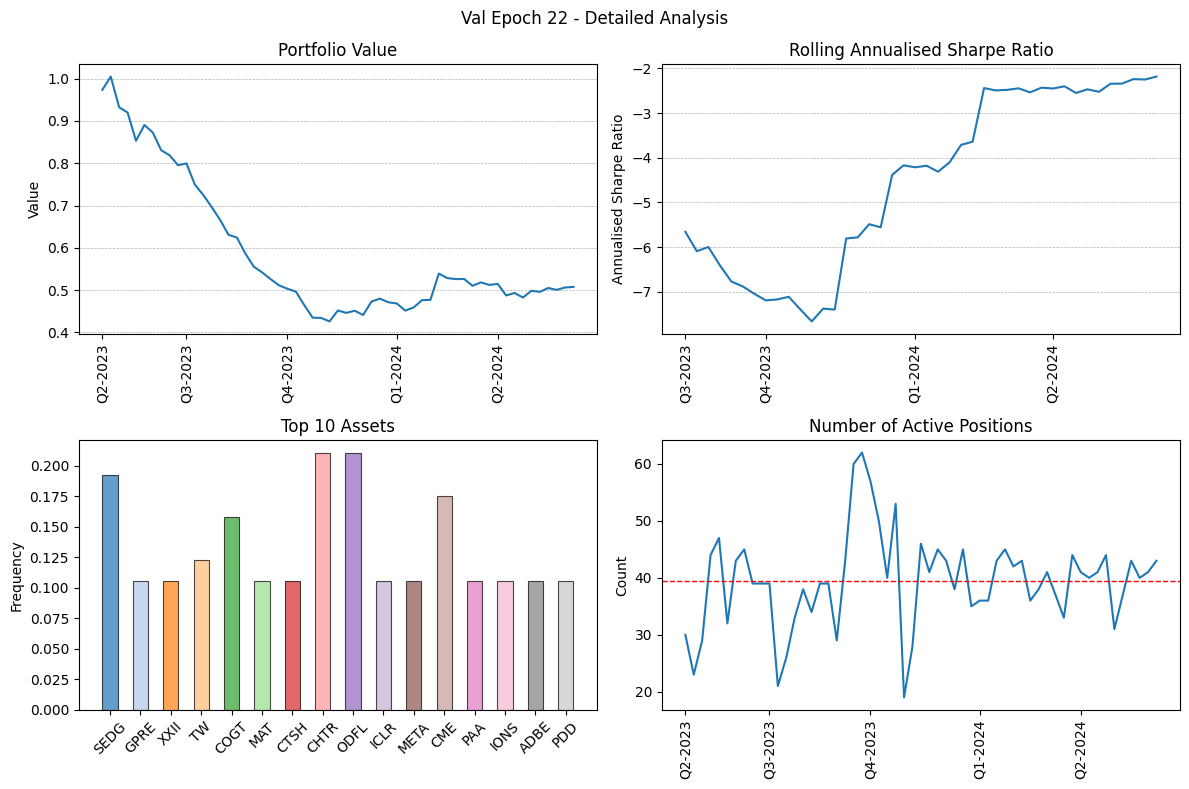 Val Epoch 22 - Detailed Analysis
Portfolio Value
Value
1.0
0.9
0.8
0.7
0.6
0.5
0.4
Q2-2023
Q3-2023
Q4-2023
Q1-2024
Q2-2024
Rolling Annualised Sharpe Ratio
Annualised Sharpe Ratio
−2
−3
−4
−5
−6
−7
Q3-2023
Q4-2023
Q1-2024
Q2-2024
Top 10 Assets
Frequency
0.200
0.175
0.150
0.125
0.100
0.075
0.050
0.025
0.000
SEDG
GPRE
XXII
TW
COGT
MAT
CTSH
CHTR
ODFL
ICLR
META
CME
PAA
IONS
ADBE
PDD
Number of Active Positions
Count
60
50
40
30
20
Q2-2023
Q3-2023
Q4-2023
Q1-2024
Q2-2024